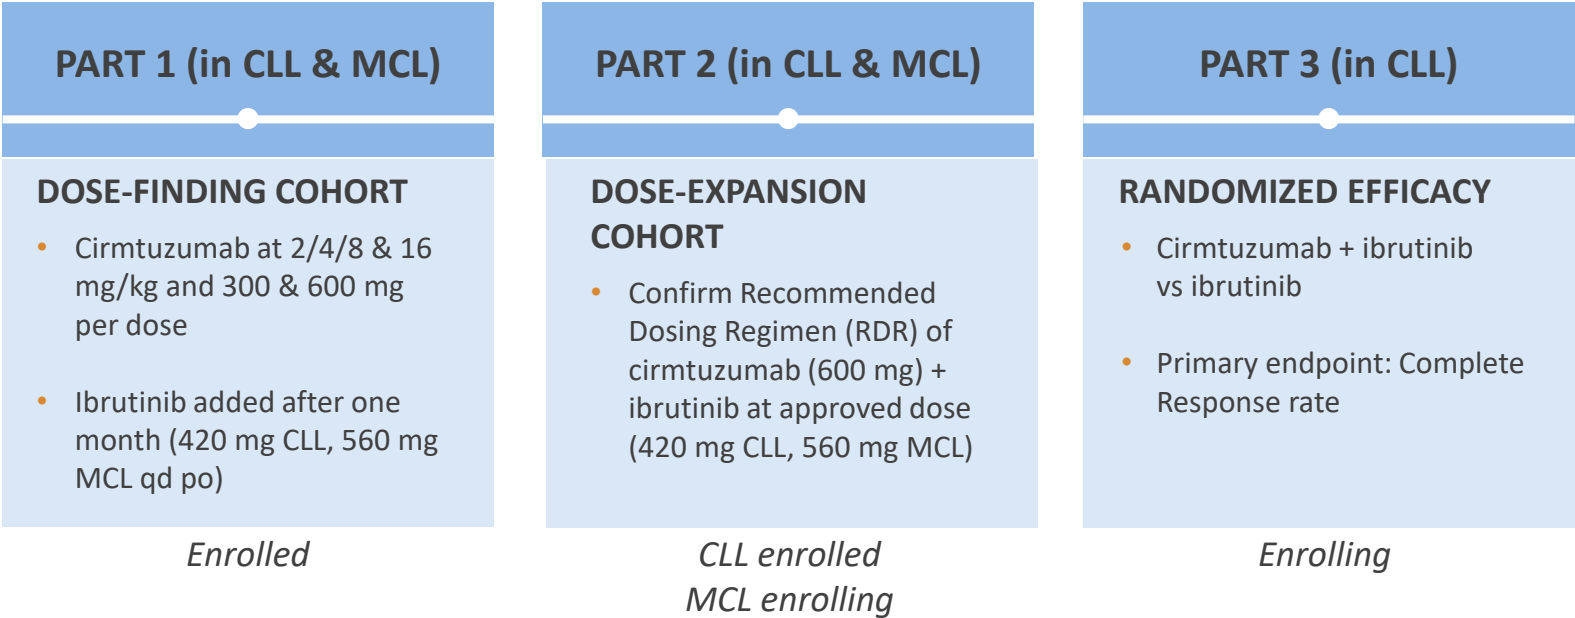 PART 1 (in CLL & MCL)
DOSE-FINDING COHORT
• Cirmtuzumab at 2/4/8 & 16
mg/kg and 300 & 600 mg
per dose
• Ibrutinib added after one
month (420 mg CLL, 560 mg
MCL qd po)
Enrolled
PART 2 (in CLL & MCL)
DOSE-EXPANSION
COHORT
• Confirm Recommended
Dosing Regimen (RDR) of
cirmtuzumab (600 mg) +
ibrutinib at approved dose
(420 mg CLL, 560 mg MCL)
CLL enrolled
MCL enrolling
PART 3 (in CLL)
RANDOMIZED EFFICACY
• Cirmtuzumab + ibrutinib
vs ibrutinib
• Primary endpoint: Complete
Response rate
Enrolling